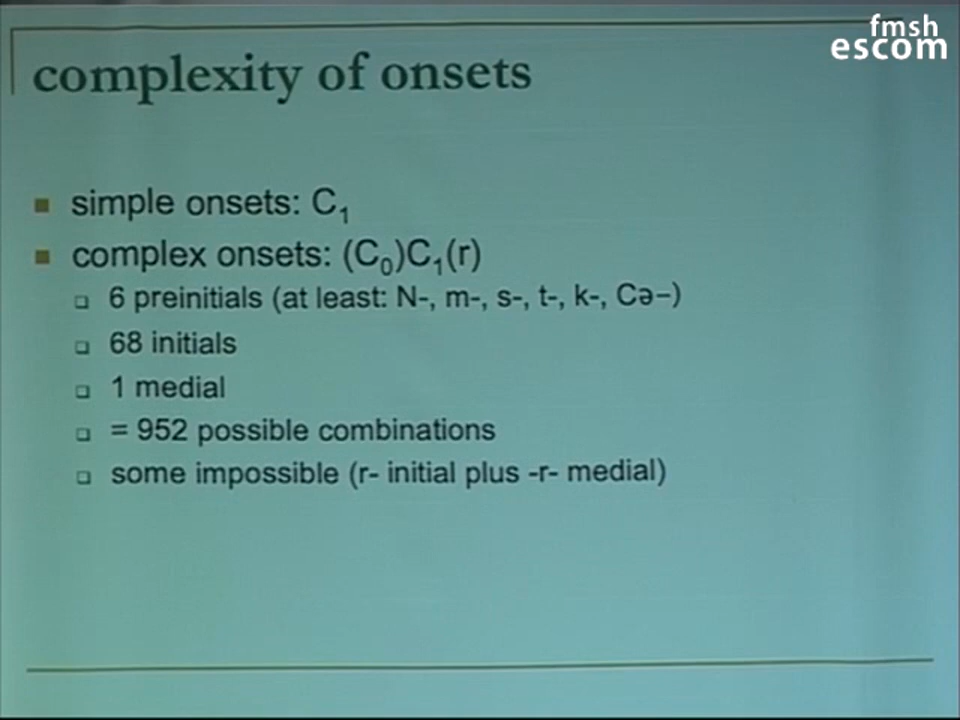 fmsh
escom
complexity of onsets
simple onsets: C₁
complex onsets: (C₀)C₁(r)
6 preinitials (at least: N-, m-, s-, t-, k-, Cə–)
68 initials
1 medial
= 952 possible combinations
some impossible (r- initial plus -r- medial)